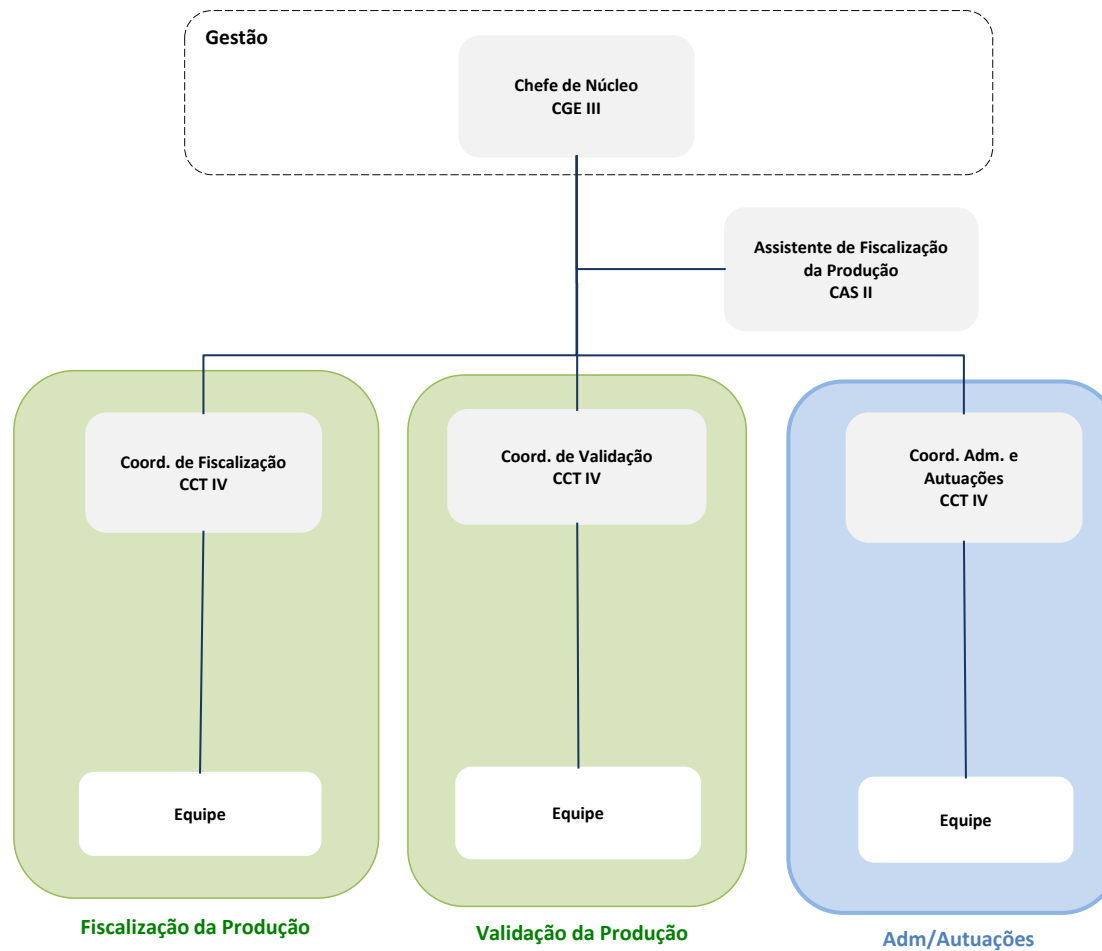 Gestão
Chefe de Núcleo
CGE III
Assistente de Fiscalização
da Produção
CAS II
Coord. de Fiscalização
CCT IV
Coord. de Validação
CCT IV
Coord. Adm. e
Autuações
CCT IV
Equipe
Equipe
Equipe
Fiscalização da Produção
Validação da Produção
Adm/Autuações